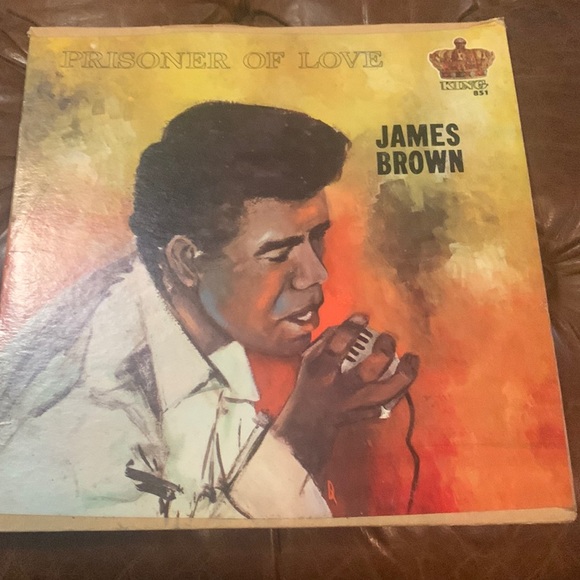 PRISONER OF LOVE
KING
851
JAMES
BROWN